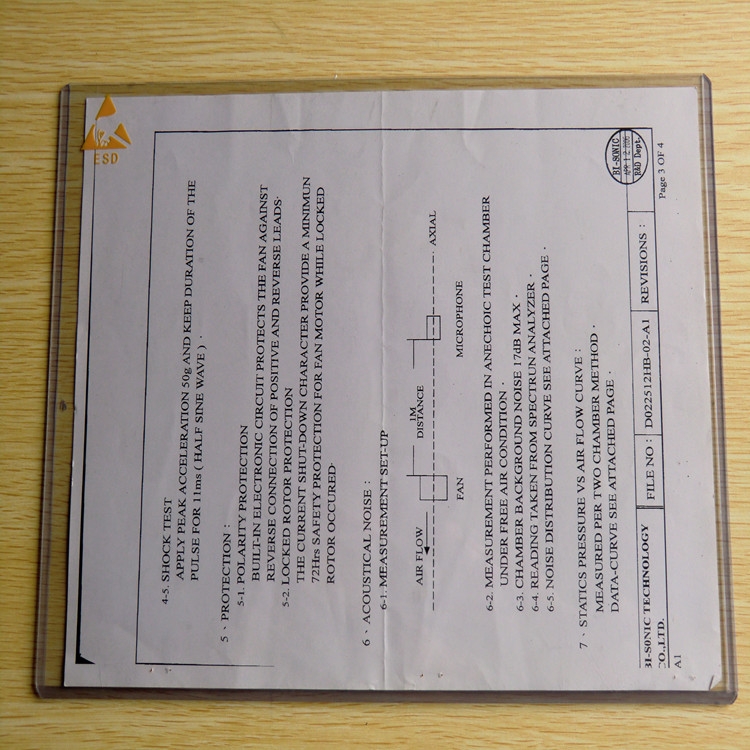 ESD
4-5. SHOCK TEST
APPLY PEAK ACCELERATION 50g AND KEEP DURATION OF THE
PULSE FOR 11ms ( HALF SINE WAVE ) .
5、PROTECTION :
5-1. POLARITY PROTECTION
BUILT-IN ELECTRONIC CIRCUIT PROTECTS THE FAN AGAINST
REVERSE CONNECTION OF POSITIVE AND REVERSE LEADS.
5-2. LOCKED ROTOR PROTECTION
THE CURRENT SHUT-DOWN CHARACTER PROVIDE A MINIMUN
72Hrs SAFETY PROTECTION FOR FAN MOTOR WHILE LOCKED
ROTOR OCCURED.
6、ACOUSTICAL NOISE :
6-1. MEASUREMENT SET-UP
1M
DISTANCE
AIR FLOW
AXIAL
FAN
MICROPHONE
6-2. MEASUREMENT PERFORMED IN ANECHOIC TEST CHAMBER
UNDER FREE AIR CONDITION .
6-3. CHAMBER BACKGROUND NOISE 17dB MAX .
6-4. READING TAKEN FROM SPECTRUN ANALYZER .
6-5. NOISE DISTRIBUTION CURVE SEE ATTACHED PAGE .
7、STATICS PRESSURE VS AIR FLOW CURVE :
MEASURED PER TWO CHAMBER METHOD .
DATA-CURVE SEE ATTACHED PAGE .
BI-SONIC
R&D Dept.
BI-SONIC TECHNOLOGY
CO.,LTD.
FILE NO :
D022512HB-02-A1
REVISIONS :
A1
Page 3 OF 4